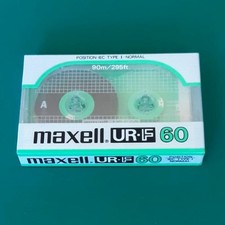 POSITION IEC TYPE I · NORMAL
90m/295ft
A
maxell. UR-F 60
maxell. UR-F 60